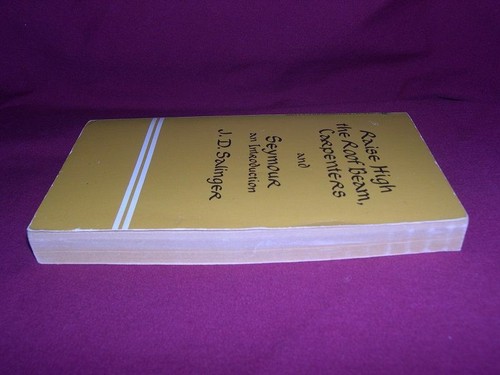 Raise High
the Roof Beam,
Carpenters
and
Seymour
an Introduction
J.D. Salinger